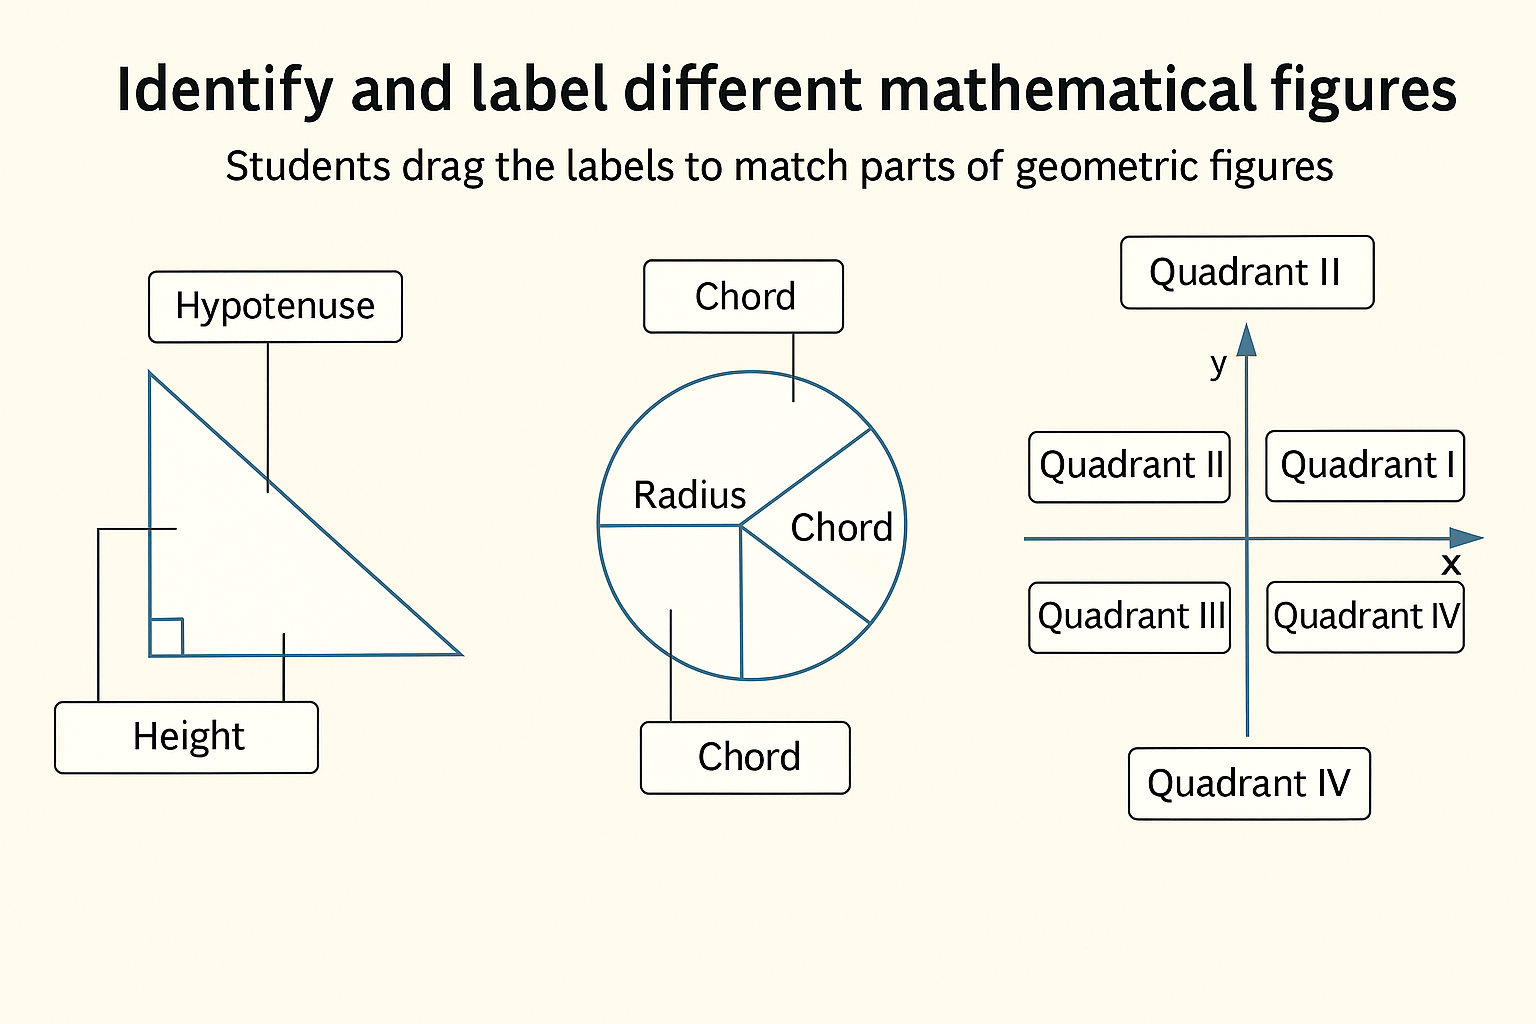 Identify and label different mathematical figures
Students drag the labels to match parts of geometric figures
Hypotenuse
Height
Chord
Radius
Chord
Chord
Quadrant II
y
Quadrant II
Quadrant I
x
Quadrant III
Quadrant IV
Quadrant IV